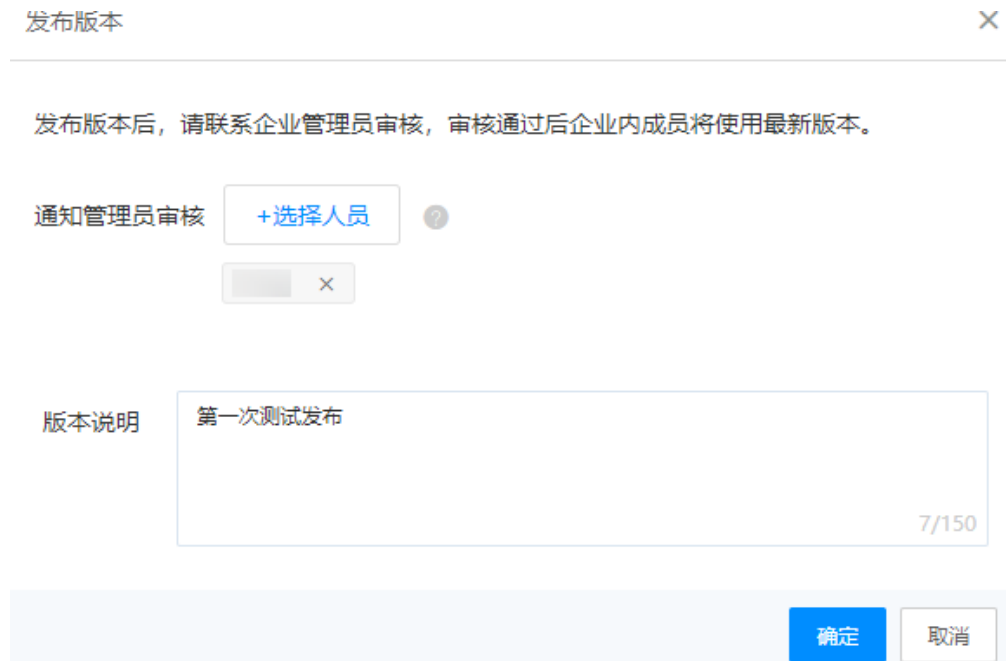 发布版本
发布版本后，请联系企业管理员审核，审核通过后企业内成员将使用最新版本。
通知管理员审核 +选择人员 ?
版本说明 第一次测试发布
7/150
确定 取消